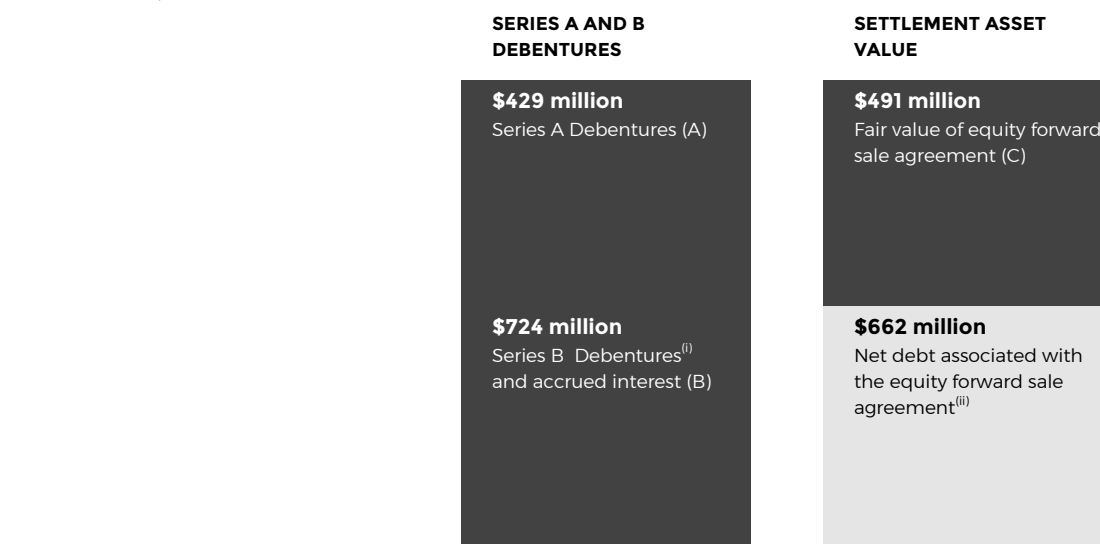 SERIES A AND B
DEBENTURES
$429 million
Series A Debentures (A)
$724 million
Series B  Debentures(i)
and accrued interest (B)
SETTLEMENT ASSET
VALUE
$491 million
Fair value of equity forward
sale agreement (C)
$662 million
Net debt associated with
the equity forward sale
agreement(ii)